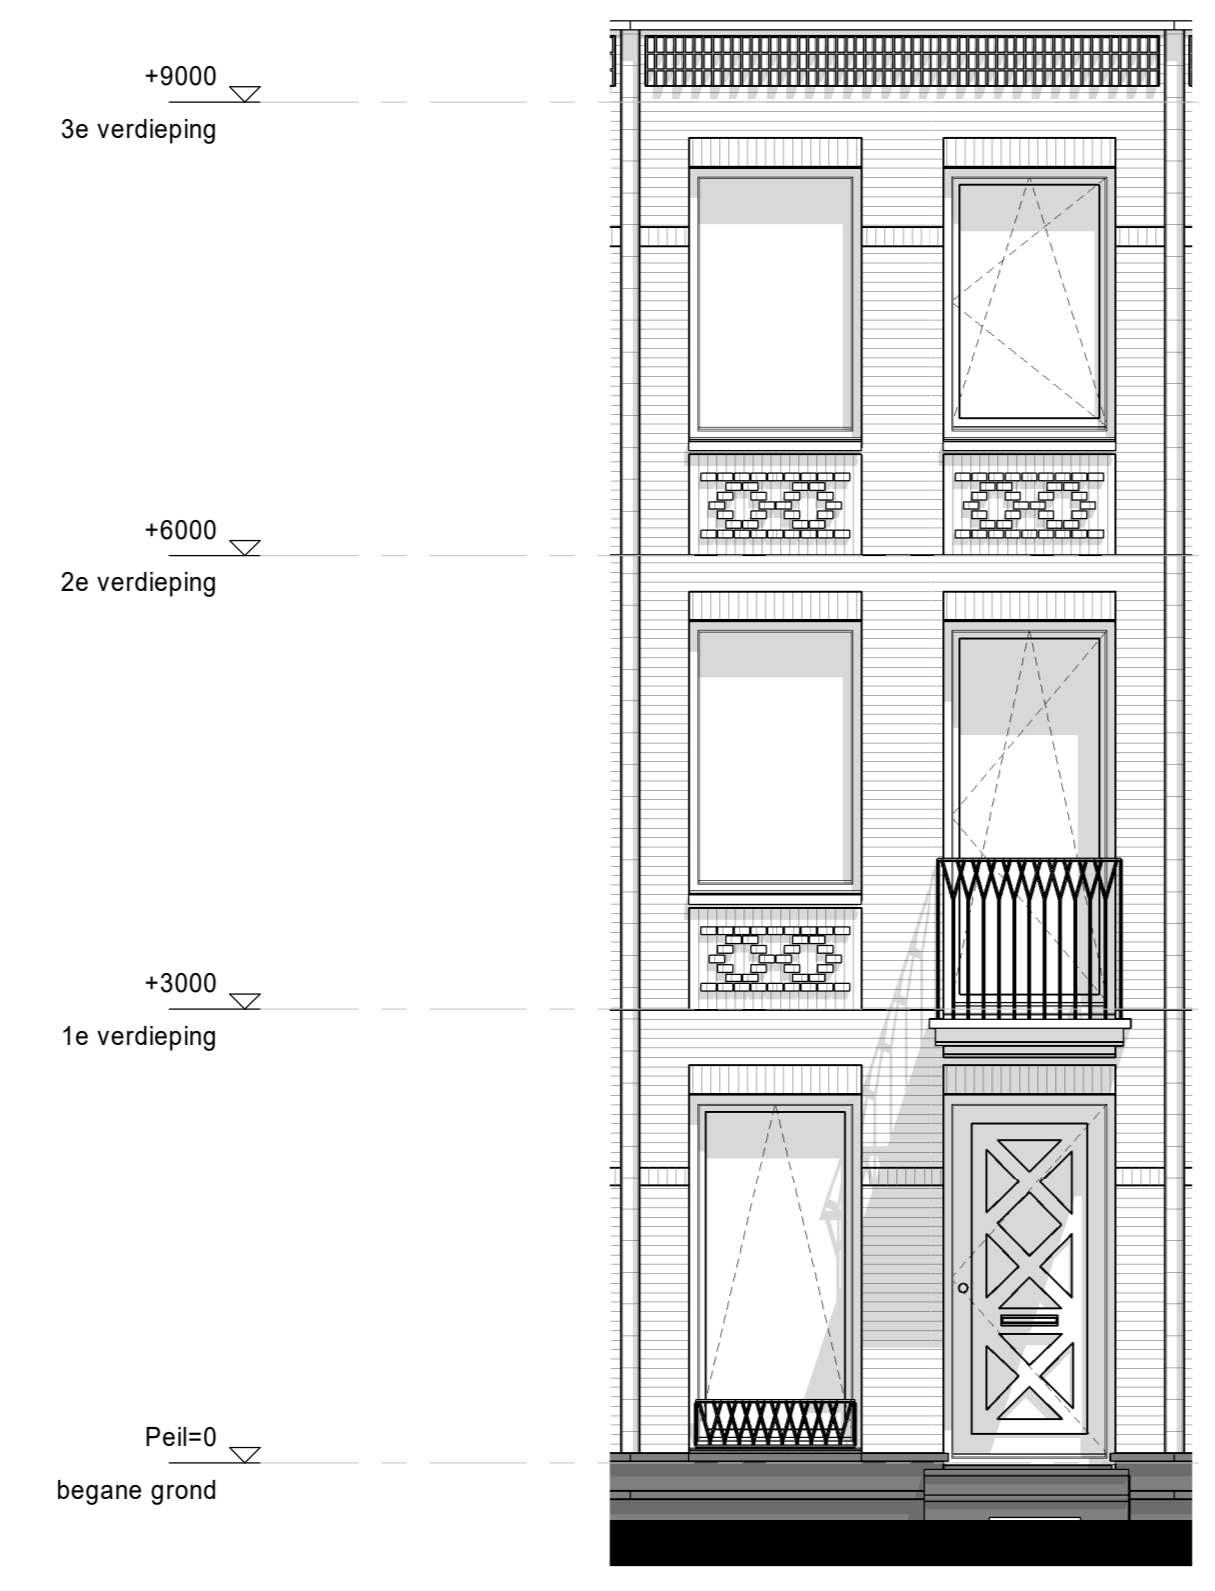 +9000
3e verdieping
+6000
2e verdieping
+3000
1e verdieping
Peil=0
begane grond